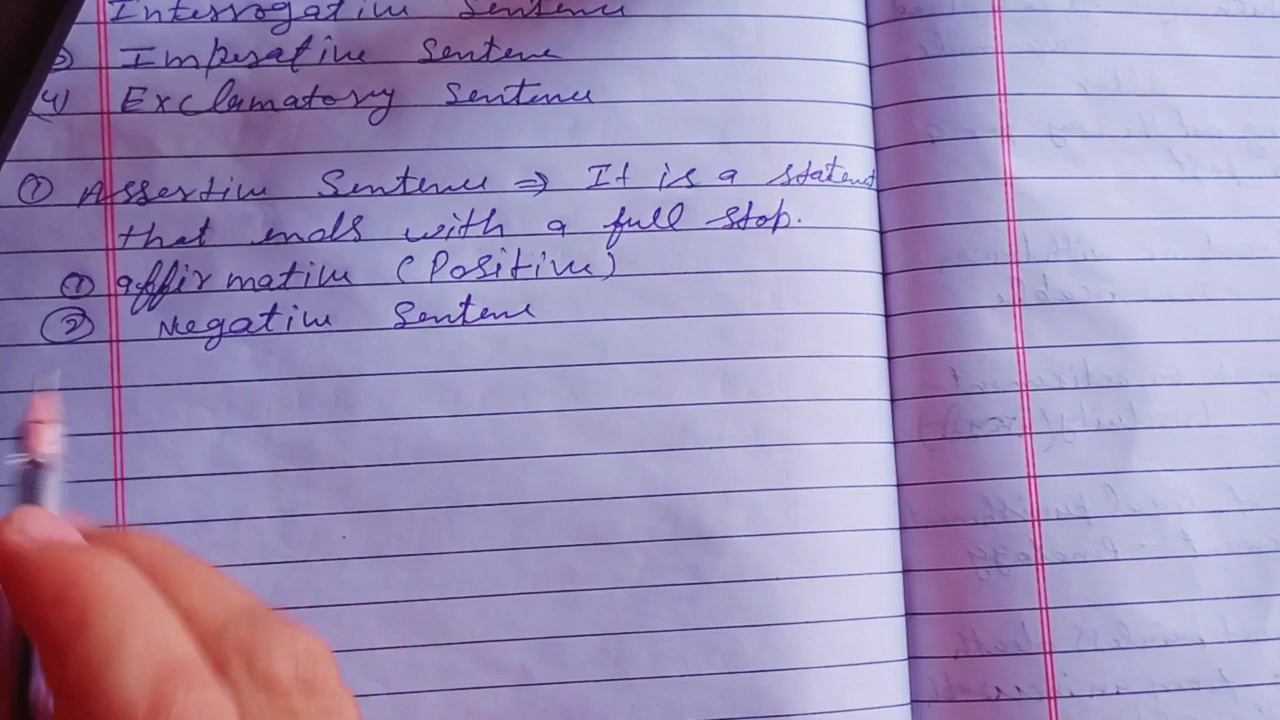 Interrogative Sentence
3) Imperative Sentence
(4) Exclamatory Sentence
① Assertive Sentence ⇒ It is a statent
that ends with a full stop.
① affirmative (Positive)
② Negative Sentence